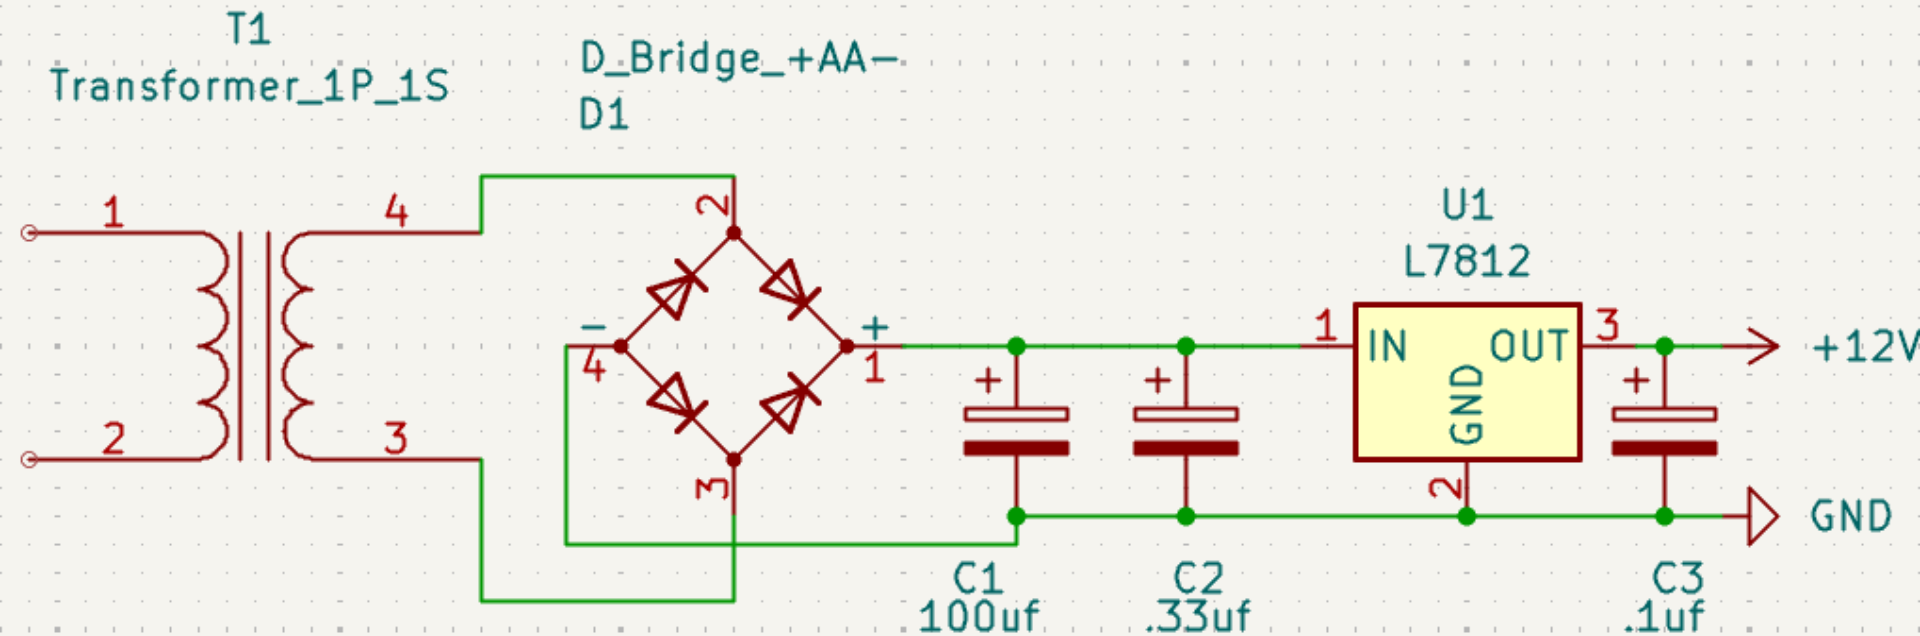 T1
Transformer_1P_1S
D_Bridge_+AA-
D1
1
2
4
3
2
-
4
+
1
3
U1
L7812
1
IN
OUT
GND
3
2
+
+
+
+12V
GND
C1
100uf
C2
.33uf
C3
.1uf